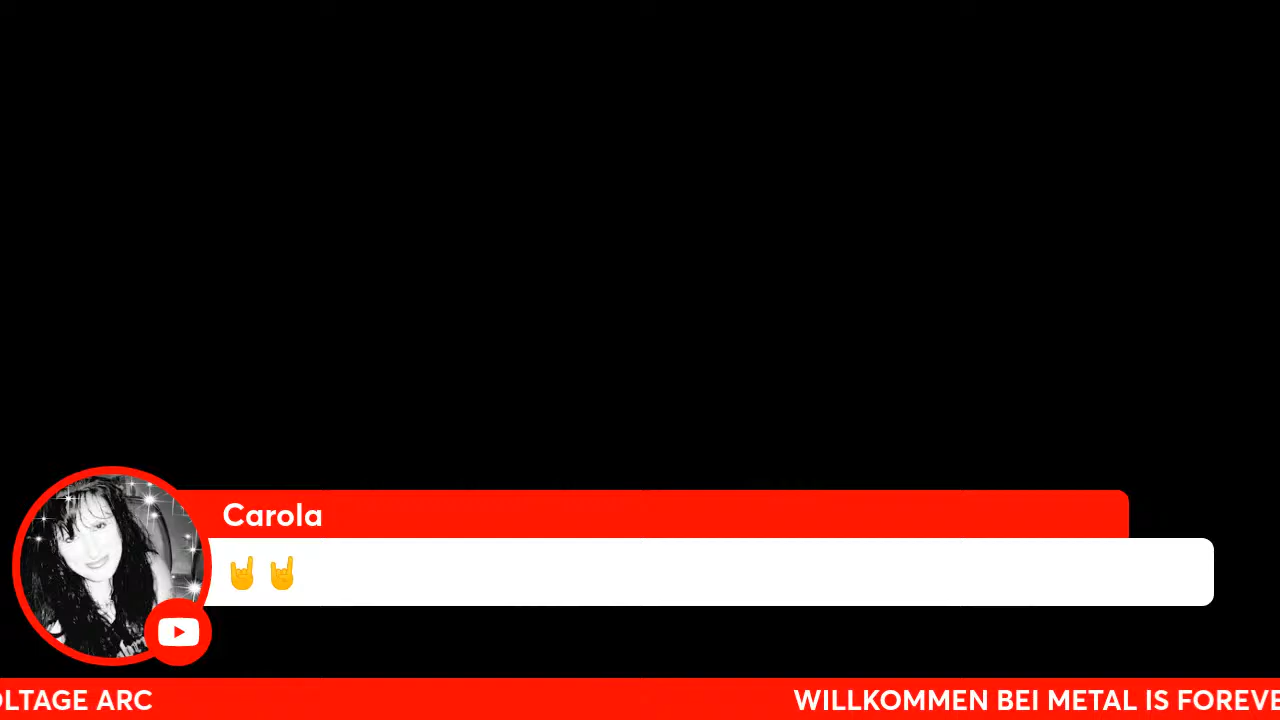 Carola
🤘 🤘
OLTAGE ARC WILLKOMMEN BEI METAL IS FOREVE